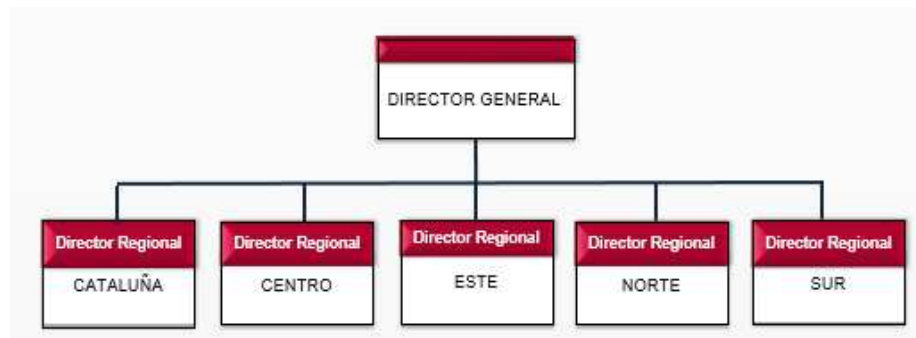 DIRECTOR GENERAL
Director Regional
CATALUÑA
Director Regional
CENTRO
Director Regional
ESTE
Director Regional
NORTE
Director Regional
SUR